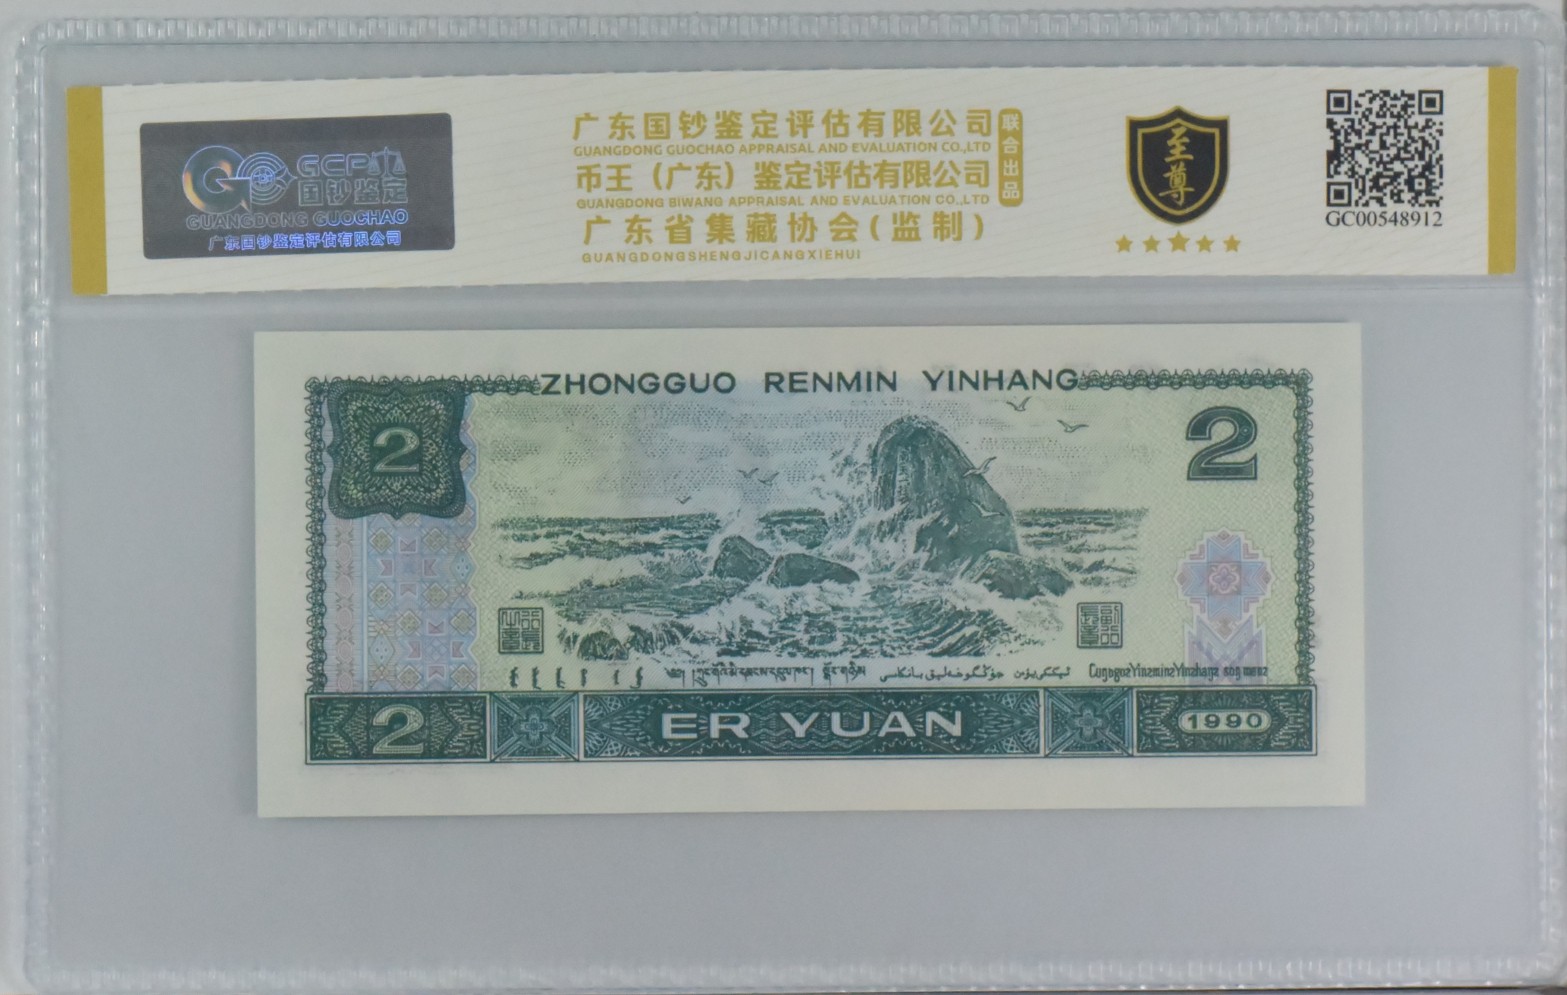 GCP
国钞鉴定
GUANGDONG GUOCHAO
广东国钞鉴定评估有限公司
广东国钞鉴定评估有限公司
GUANGDONG GUOCHAO APPRAISAL AND EVALUATION CO.,LTD
币王（广东）鉴定评估有限公司
GUANGDONG BIWANG APPRAISAL AND EVALUATION CO.,LTD
联合出品
广东省集藏协会(监制)
GUANGDONGSHENGJICANGXIEHUI
至尊
GC00548912
ZHONGGUO RENMIN YINHANG
2
2
Cunƅgoƨ Yinƨminƨ Yinƨhanƨ
2
ER YUAN
1990